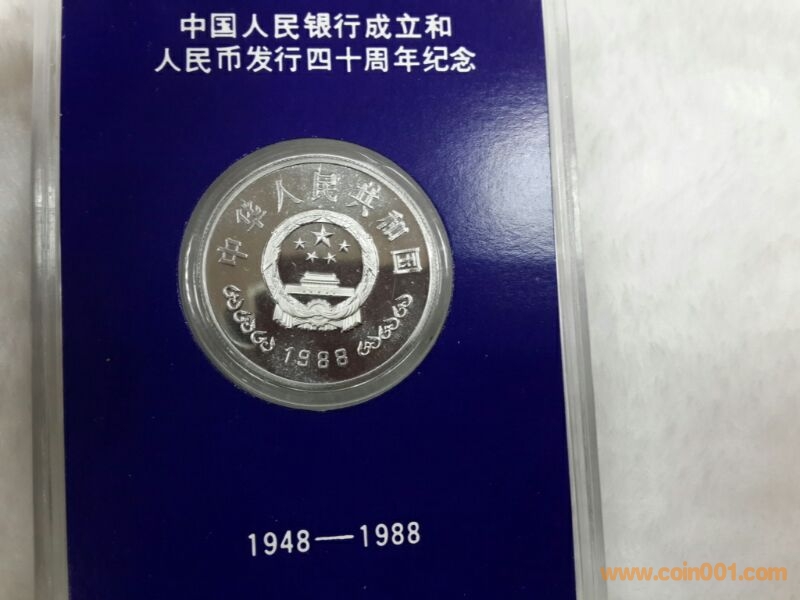 中国人民银行成立和
人民币发行四十周年纪念
中华人民共和国
1988
1948—1988
www.coin001.com